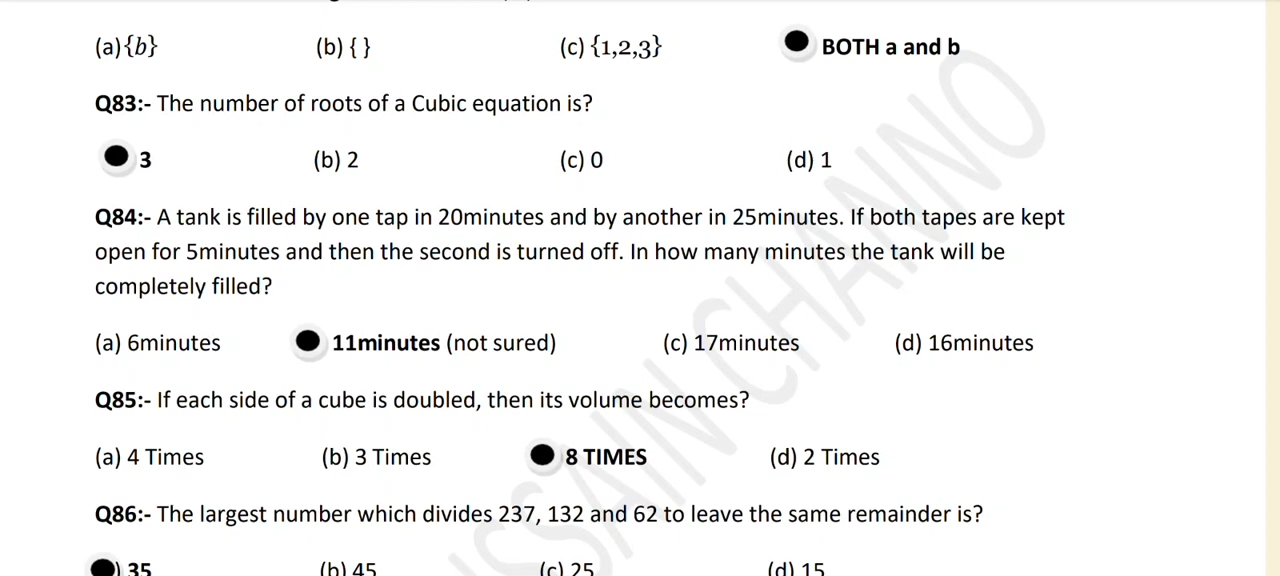 (a){b} (b) { } (c) {1,2,3} BOTH a and b
Q83:- The number of roots of a Cubic equation is?
3 (b) 2 (c) 0 (d) 1
Q84:- A tank is filled by one tap in 20minutes and by another in 25minutes. If both tapes are kept
open for 5minutes and then the second is turned off. In how many minutes the tank will be
completely filled?
(a) 6minutes 11minutes (not sured) (c) 17minutes (d) 16minutes
Q85:- If each side of a cube is doubled, then its volume becomes?
(a) 4 Times (b) 3 Times 8 TIMES (d) 2 Times
Q86:- The largest number which divides 237, 132 and 62 to leave the same remainder is?
) 35 (b) 45 (c) 25 (d) 15
SSAIN CHANNO